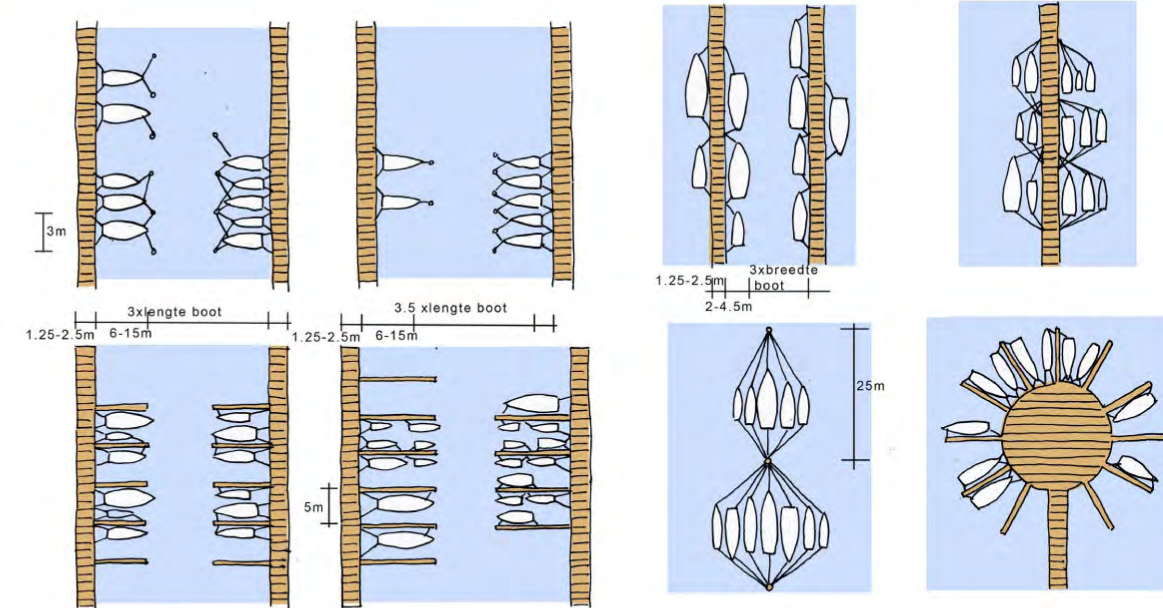 3m
3xlengte boot
1.25-2.5m 6-15m
3.5 xlengte boot
1.25-2.5m 6-15m
5m
1.25-2.5m
3xbreedte
boot
2-4.5m
25m